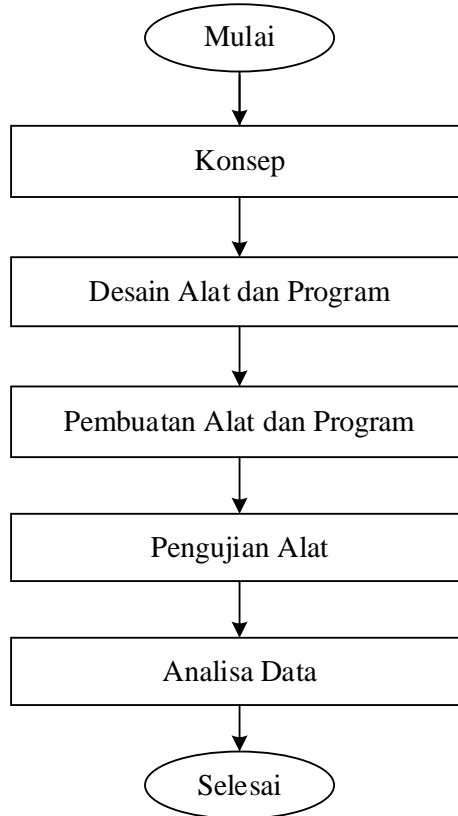 Mulai
Konsep
Desain Alat dan Program
Pembuatan Alat dan Program
Pengujian Alat
Analisa Data
Selesai